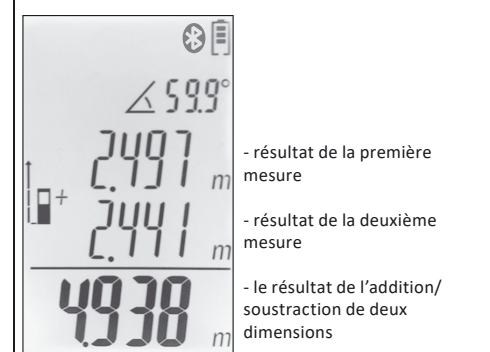 59.9°
2.497 m
- résultat de la première
mesure
+
2.441 m
- résultat de la deuxième
mesure
4.938 m
- le résultat de l’addition/
soustraction de deux
dimensions